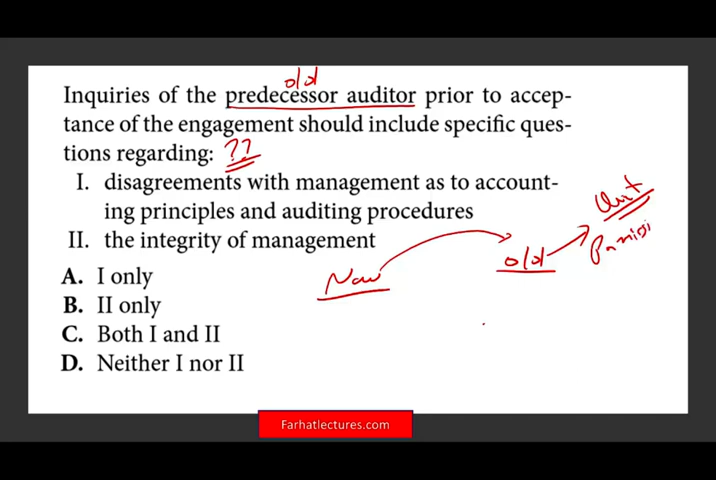 old
Inquiries of the predecessor auditor prior to accep-
tance of the engagement should include specific ques-
tions regarding: ??
I. disagreements with management as to account-
ing principles and auditing procedures
II. the integrity of management
A. I only
B. II only
C. Both I and II
D. Neither I nor II
old
Farhatlectures.com